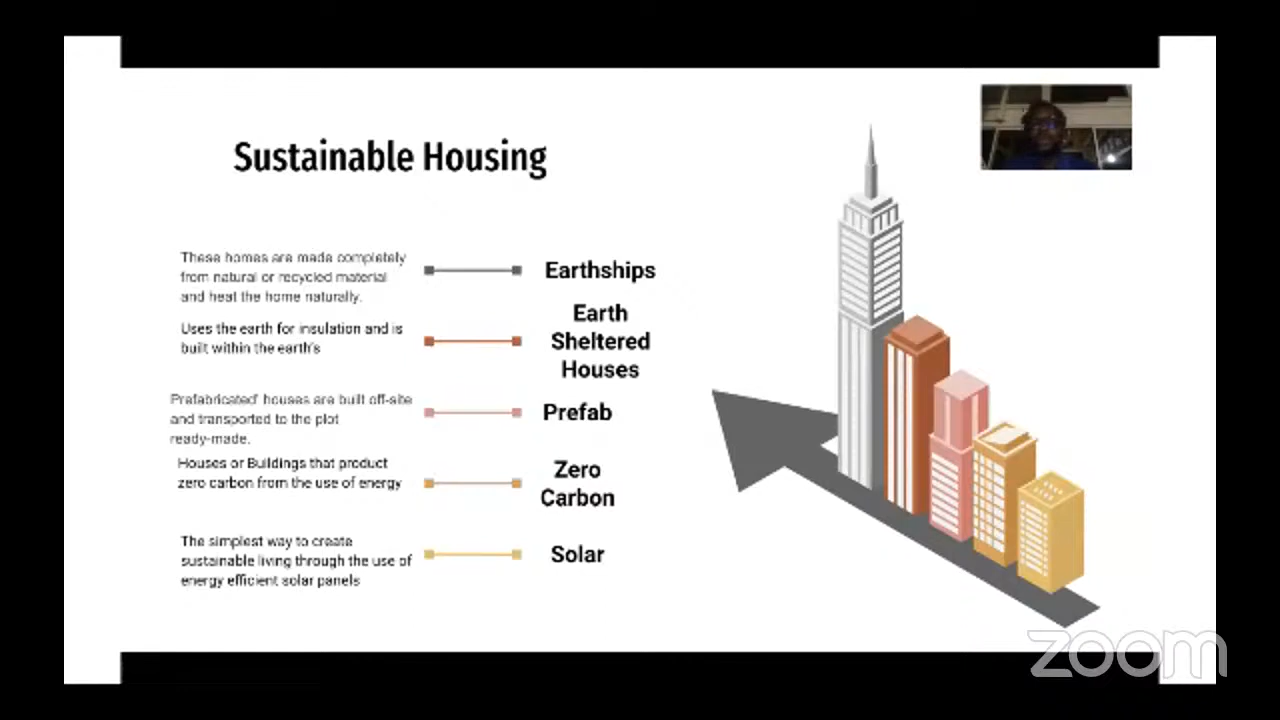 Sustainable Housing
These homes are made completely
from natural or recycled material
and heat the home naturally.
Earthships
Uses the earth for insulation and is
built within the earth's
Earth
Sheltered
Houses
Prefabricated' houses are built off-site
and transported to the plot
ready-made.
Prefab
Houses or Buildings that product
zero carbon from the use of energy
Zero
Carbon
The simplest way to create
sustainable living through the use of
energy efficient solar panels
Solar
zoom